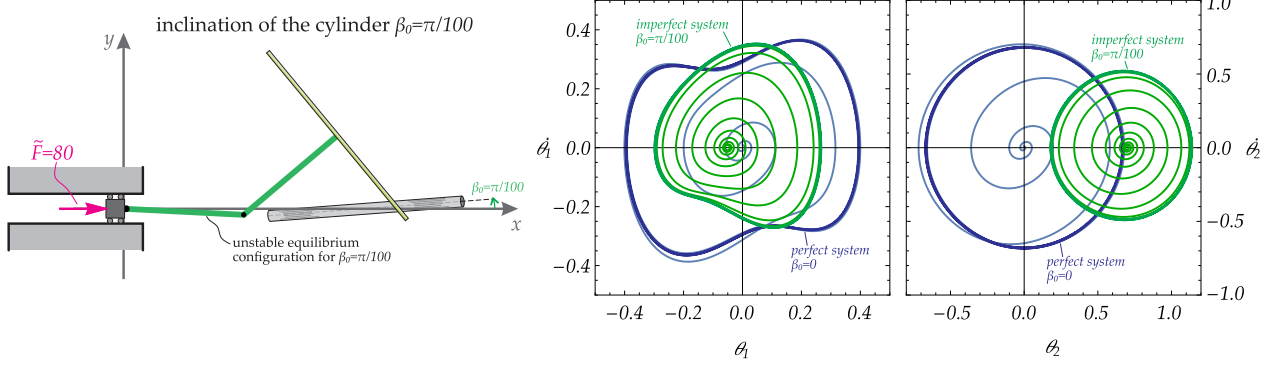 inclination of the cylinder β₀=π/100
y
F̃=80
β₀=π/100
x
unstable equilibrium
configuration for β₀=π/100
imperfect system
β₀=π/100
perfect system
β₀=0
0.4
0.2
0.0
−0.2
−0.4
θ̇₁
−0.4 −0.2 0.0 0.2 0.4
θ₁
imperfect system
β₀=π/100
perfect system
β₀=0
1.0
0.5
0.0
−0.5
−1.0
θ̇₂
−0.5 0.0 0.5 1.0
θ₂